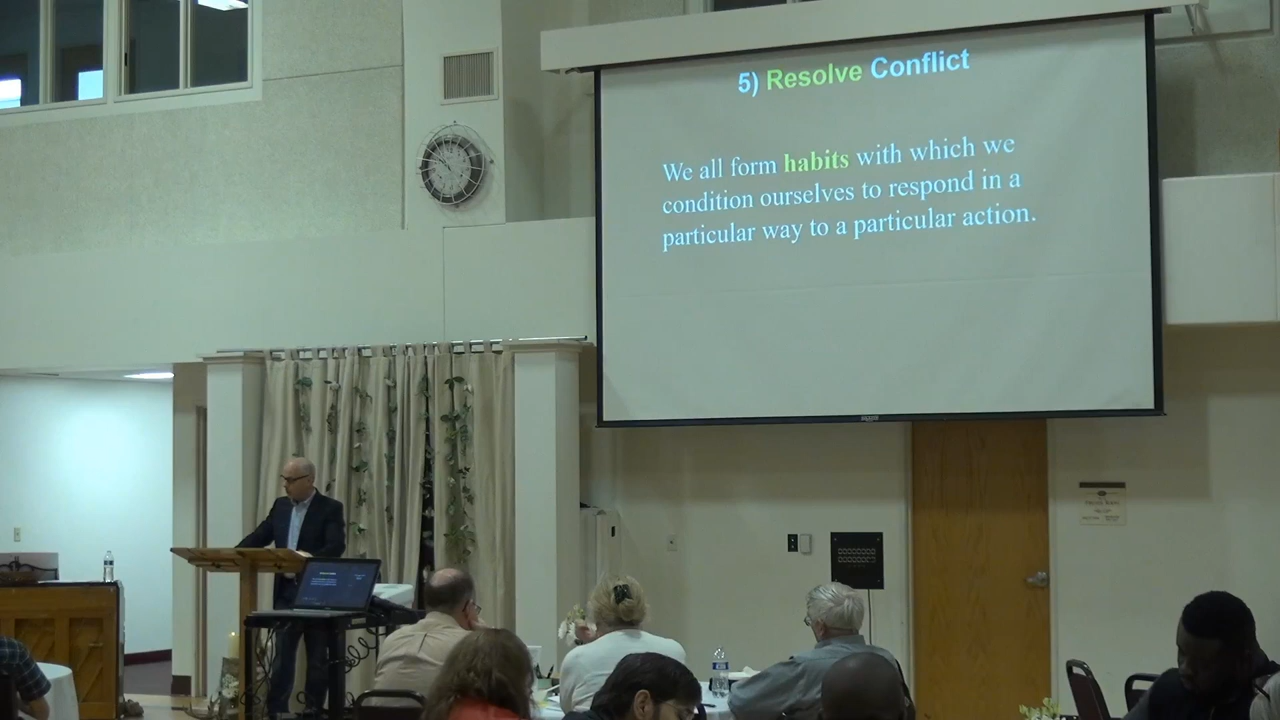 5) Resolve Conflict
We all form habits with which we
condition ourselves to respond in a
particular way to a particular action.